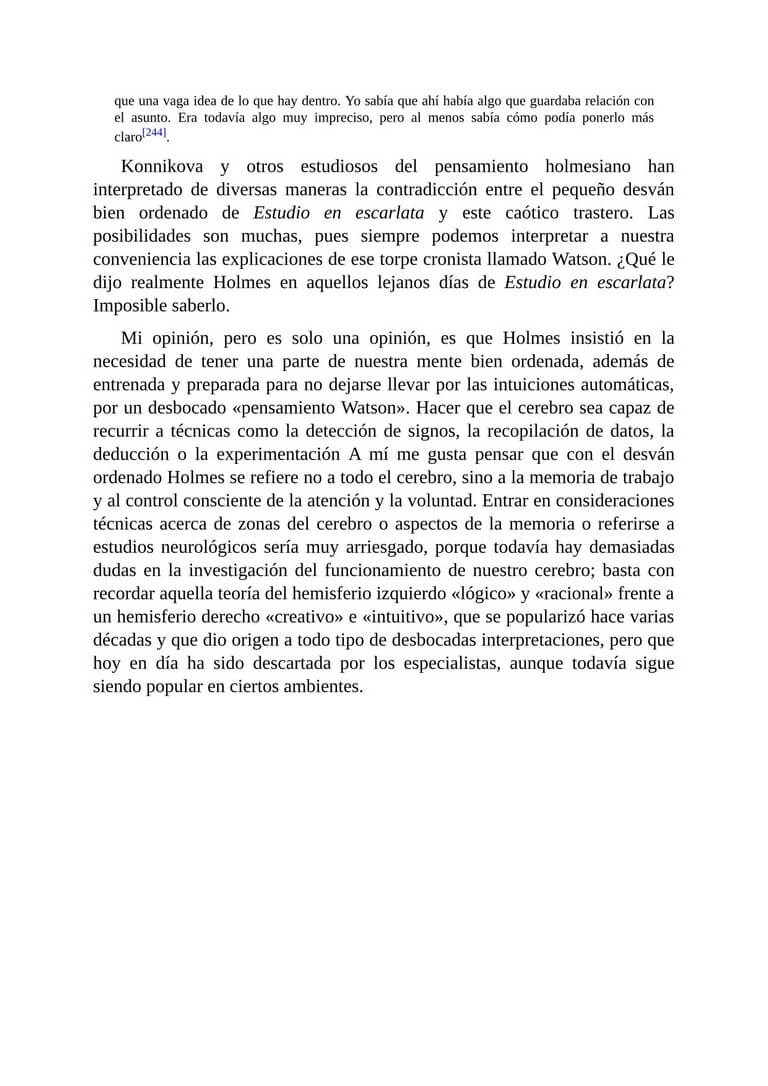 que una vaga idea de lo que hay dentro. Yo sabía que ahí había algo que guardaba relación con
el asunto. Era todavía algo muy impreciso, pero al menos sabía cómo podía ponerlo más
claro[244].
Konnikova y otros estudiosos del pensamiento holmesiano han
interpretado de diversas maneras la contradicción entre el pequeño desván
bien ordenado de Estudio en escarlata y este caótico trastero. Las
posibilidades son muchas, pues siempre podemos interpretar a nuestra
conveniencia las explicaciones de ese torpe cronista llamado Watson. ¿Qué le
dijo realmente Holmes en aquellos lejanos días de Estudio en escarlata?
Imposible saberlo.
Mi opinión, pero es solo una opinión, es que Holmes insistió en la
necesidad de tener una parte de nuestra mente bien ordenada, además de
entrenada y preparada para no dejarse llevar por las intuiciones automáticas,
por un desbocado «pensamiento Watson». Hacer que el cerebro sea capaz de
recurrir a técnicas como la detección de signos, la recopilación de datos, la
deducción o la experimentación A mí me gusta pensar que con el desván
ordenado Holmes se refiere no a todo el cerebro, sino a la memoria de trabajo
y al control consciente de la atención y la voluntad. Entrar en consideraciones
técnicas acerca de zonas del cerebro o aspectos de la memoria o referirse a
estudios neurológicos sería muy arriesgado, porque todavía hay demasiadas
dudas en la investigación del funcionamiento de nuestro cerebro; basta con
recordar aquella teoría del hemisferio izquierdo «lógico» y «racional» frente a
un hemisferio derecho «creativo» e «intuitivo», que se popularizó hace varias
décadas y que dio origen a todo tipo de desbocadas interpretaciones, pero que
hoy en día ha sido descartada por los especialistas, aunque todavía sigue
siendo popular en ciertos ambientes.